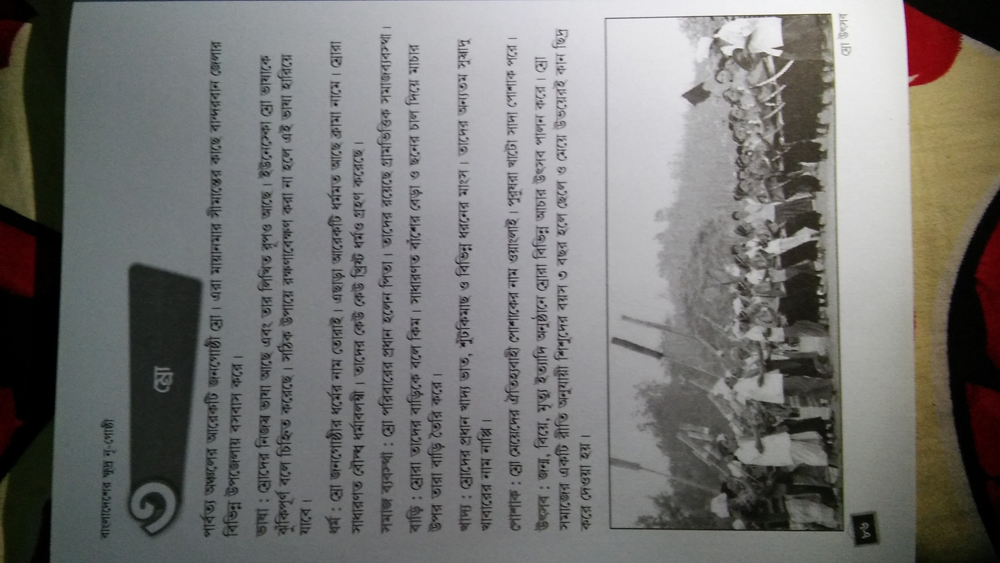 বাংলাদেশের ক্ষুদ্র নৃ-গোষ্ঠী
৩
ম্রো
পার্বত্য অঞ্চলের আরেকটি জনগোষ্ঠী ম্রো। এরা মায়ানমার সীমান্তের কাছে বান্দরবান জেলার
বিভিন্ন উপজেলায় বসবাস করে।
ভাষা : ম্রোদের নিজস্ব ভাষা আছে এবং তার লিখিত রূপও আছে। ইউনেস্কো ম্রো ভাষাকে
ঝুঁকিপূর্ণ বলে চিহ্নিত করেছে। সঠিক উপায়ে রক্ষণাবেক্ষণ করা না হলে এই ভাষা হারিয়ে
যাবে।
ধর্ম : ম্রো জনগোষ্ঠীর ধর্মের নাম তোরাই। এছাড়া আরেকটি ধর্মমত আছে ক্রামা নামে। ম্রোরা
সাধারণত বৌদ্ধ ধর্মাবলম্বী। তাদের কেউ কেউ খ্রিস্ট ধর্মও গ্রহণ করেছে।
সমাজ ব্যবস্থা : ম্রো পরিবারের প্রধান হলেন পিতা। তাদের রয়েছে গ্রামভিত্তিক সমাজব্যবস্থা।
বাড়ি : ম্রোরা তাদের বাড়িকে বলে কিম। সাধারণত বাঁশের বেড়া ও ছনের চাল দিয়ে মাচার
উপর তারা বাড়ি তৈরি করে।
খাদ্য : ম্রোদের প্রধান খাদ্য ভাত, শুঁটকিমাছ ও বিভিন্ন ধরনের মাংস। তাদের অন্যতম সুস্বাদু
খাবারের নাম নাপ্পি।
পোশাক : ম্রো মেয়েদের ঐতিহ্যবাহী পোশাকের নাম ওয়াংলাই। পুরুষরা খাটো সাদা পোশাক পরে।
উৎসব : জন্ম, বিয়ে, মৃত্যু ইত্যাদি অনুষ্ঠানে ম্রোরা বিভিন্ন আচার উৎসব পালন করে। ম্রো
সমাজের একটি রীতি অনুযায়ী শিশুদের বয়স ৩ বছর হলে ছেলে ও মেয়ে উভয়েরই কান ছিদ্র
করে দেওয়া হয়।
ম্রো উৎসব
৮৯